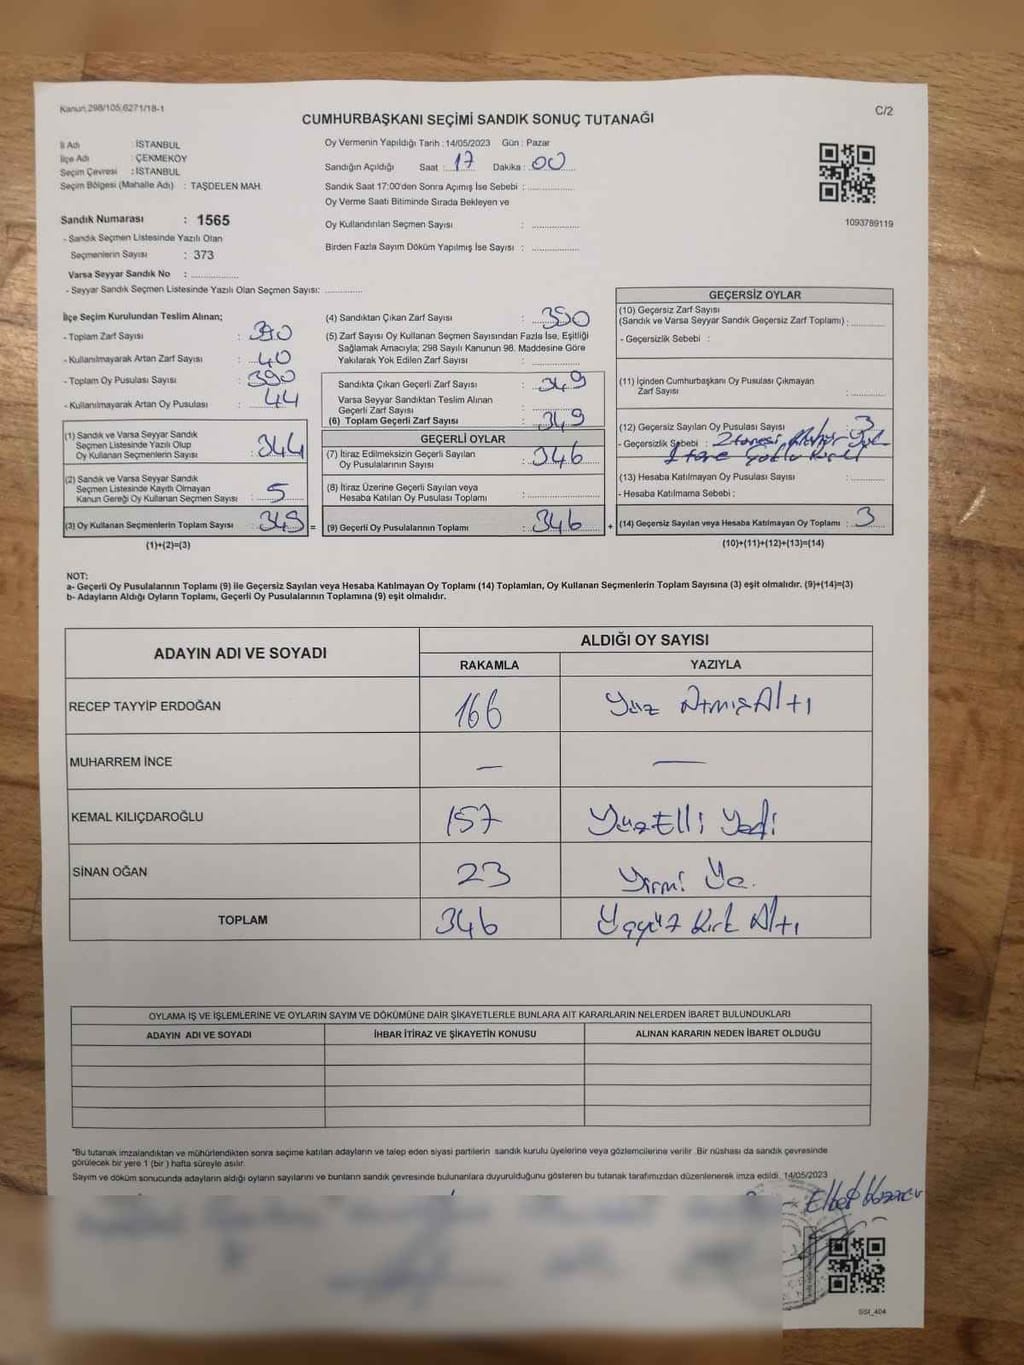 Kanun,298/105,6271/18-1
C/2
CUMHURBAŞKANI SEÇİMİ SANDIK SONUÇ TUTANAĞI
İl Adı : İSTANBUL
İlçe Adı : ÇEKMEKÖY
Seçim Çevresi : İSTANBUL
Seçim Bölgesi (Mahalle Adı) : TAŞDELEN MAH.
Oy Vermenin Yapıldığı Tarih : 14/05/2023 Gün : Pazar
Sandığın Açıldığı Saat : 17 Dakika : 00
Sandık Saat 17:00'den Sonra Açımış İse Sebebi :
Oy Verme Saati Bitiminde Sırada Bekleyen ve
Oy Kullandırılan Seçmen Sayısı :
Birden Fazla Sayım Döküm Yapılmış İse Sayısı :
1093789119
Sandık Numarası : 1565
- Sandık Seçmen Listesinde Yazılı Olan
Seçmenlerin Sayısı : 373
Varsa Seyyar Sandık No :
- Seyyar Sandık Seçmen Listesinde Yazılı Olan Seçmen Sayısı:
İlçe Seçim Kurulundan Teslim Alınan;
- Toplam Zarf Sayısı : 390
- Kullanılmayarak Artan Zarf Sayısı : 40
- Toplam Oy Pusulası Sayısı : 390
- Kullanılmayarak Artan Oy Pusulası : 44
(1) Sandık ve Varsa Seyyar Sandık
Seçmen Listesinde Yazılı Olup
Oy Kullanan Seçmenlerin Sayısı : 344
(2) Sandık ve Varsa Seyyar Sandık
Seçmen Listesinde Kayıtlı Olmayan
Kanun Gereği Oy Kullanan Seçmen Sayısı : 5
(3) Oy Kullanan Seçmenlerin Toplam Sayısı : 349 =
(1)+(2)=(3)
(4) Sandıktan Çıkan Zarf Sayısı : 350
(5) Zarf Sayısı Oy Kullanan Seçmen Sayısından Fazla İse, Eşitliği
Sağlamak Amacıyla; 298 Sayılı Kanunun 98. Maddesine Göre
Yakılarak Yok Edilen Zarf Sayısı :
Sandıkta Çıkan Geçerli Zarf Sayısı : 349
Varsa Seyyar Sandıktan Teslim Alınan
Geçerli Zarf Sayısı :
(6) Toplam Geçerli Zarf Sayısı : 349
GEÇERLİ OYLAR
(7) İtiraz Edilmeksizin Geçerli Sayılan
Oy Pusulalarının Sayısı : 346
(8) İtiraz Üzerine Geçerli Sayılan veya
Hesaba Katılan Oy Pusulası Toplamı :
(9) Geçerli Oy Pusulalarının Toplamı : 346 +
GEÇERSİZ OYLAR
(10) Geçersiz Zarf Sayısı
(Sandık ve Varsa Seyyar Sandık Geçersiz Zarf Toplamı) :
- Geçersizlik Sebebi :
(11) İçinden Cumhurbaşkanı Oy Pusulası Çıkmayan
Zarf Sayısı :
(12) Geçersiz Sayılan Oy Pusulası Sayısı : 3
- Geçersizlik Sebebi : 2 tanesi Mühür Yok
1 tane
(13) Hesaba Katılmayan Oy Pusulası Sayısı :
- Hesaba Katılmama Sebebi :
(14) Geçersiz Sayılan veya Hesaba Katılmayan Oy Toplamı : 3
(10)+(11)+(12)+(13)=(14)
NOT:
a- Geçerli Oy Pusulalarının Toplamı (9) ile Geçersiz Sayılan veya Hesaba Katılmayan Oy Toplamı (14) Toplamları, Oy Kullanan Seçmenlerin Toplam Sayısına (3) eşit olmalıdır. (9)+(14)=(3)
b- Adayların Aldığı Oyların Toplamı, Geçerli Oy Pusulalarının Toplamına (9) eşit olmalıdır.
ADAYIN ADI VE SOYADI
ALDIĞI OY SAYISI
RAKAMLA YAZIYLA
RECEP TAYYİP ERDOĞAN 166 Yüz Atmış Altı
MUHARREM İNCE — —
KEMAL KILIÇDAROĞLU 157 Yüz Elli Yedi
SİNAN OĞAN 23 Yirmi Üç
TOPLAM 346 Üçyüz Kırk Altı
OYLAMA İŞ VE İŞLEMLERİNE VE OYLARIN SAYIM VE DÖKÜMÜNE DAİR ŞİKAYETLERLE BUNLARA AİT KARARLARIN NELERDEN İBARET BULUNDUKLARI
ADAYIN ADI VE SOYADI İHBAR İTİRAZ VE ŞİKAYETİN KONUSU ALINAN KARARIN NEDEN İBARET OLDUĞU
*Bu tutanak imzalandıktan ve mühürlendikten sonra seçime katılan adayların ve talep eden siyasi partilerin sandık kurulu üyelerine veya gözlemcilerine verilir. Bir nüshası da sandık çevresinde
görülecek bir yere 1 (bir) hafta süreyle asılır.
Sayım ve döküm sonucunda adayların aldığı oyların sayılarını ve bunların sandık çevresinde bulunanlara duyurulduğunu gösteren bu tutanak tarafımızdan düzenlenerek imza edildi. 14/05/2023
SSI_404